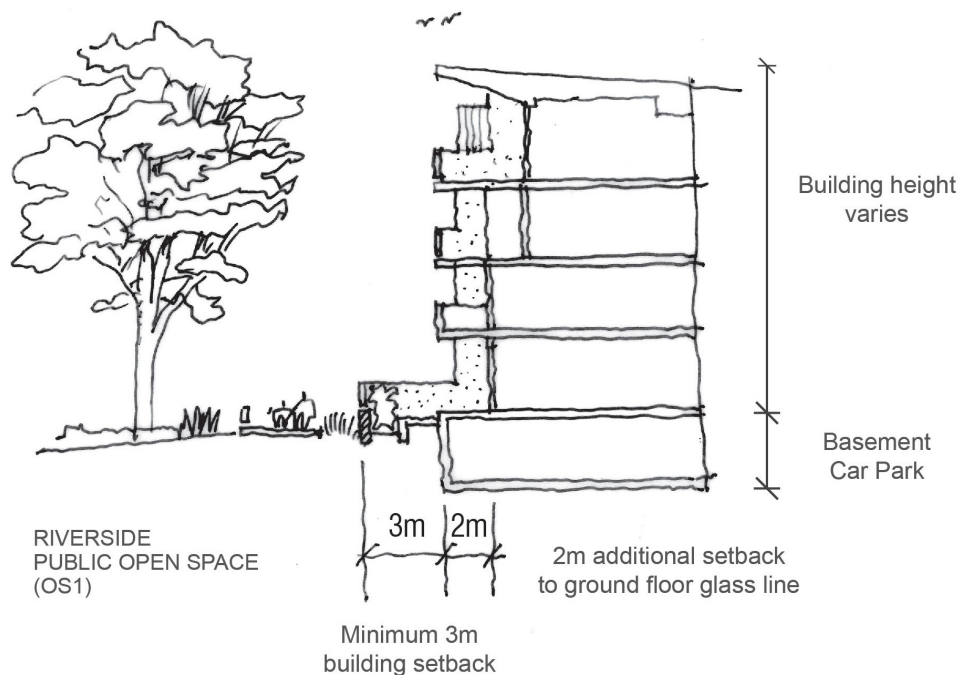 Building height
varies
Basement
Car Park
3m
2m
RIVERSIDE
PUBLIC OPEN SPACE
(OS1)
2m additional setback
to ground floor glass line
Minimum 3m
building setback